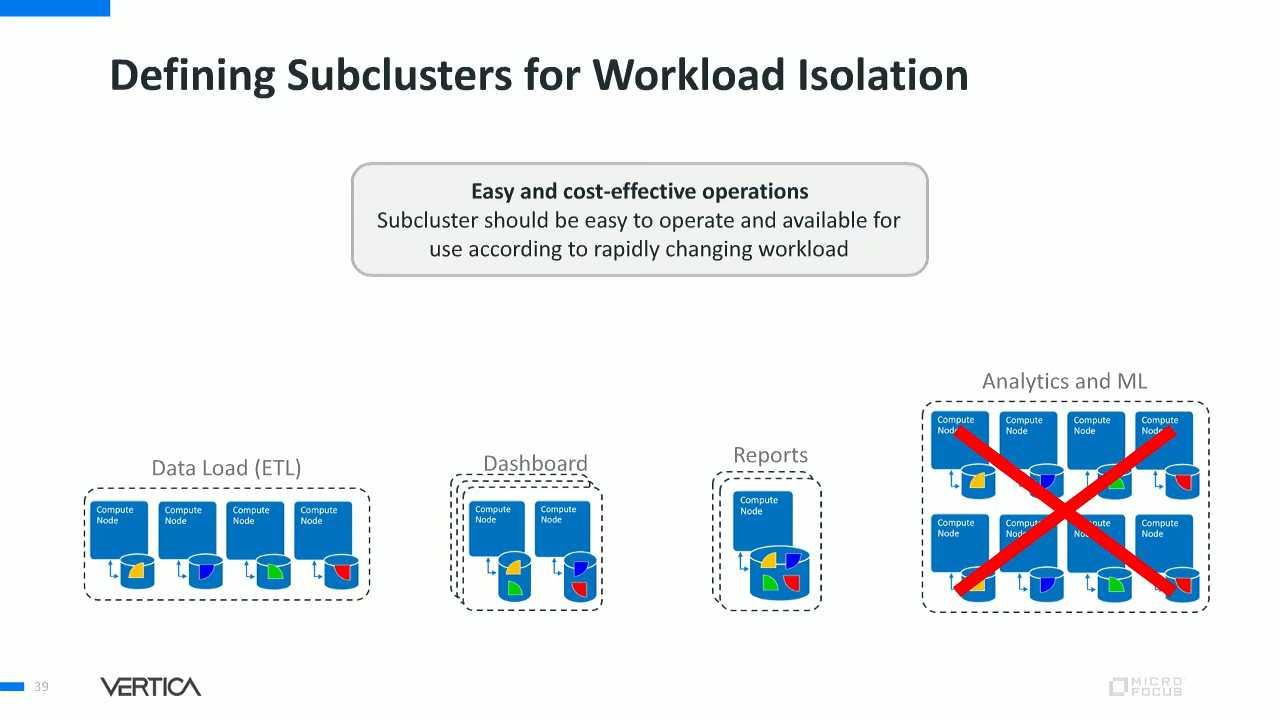 Defining Subclusters for Workload Isolation
Easy and cost-effective operations
Subcluster should be easy to operate and available for
use according to rapidly changing workload
Data Load (ETL)
Compute
Node
Compute
Node
Compute
Node
Compute
Node
Dashboard
Compute
Node
Compute
Node
Reports
Compute
Node
Analytics and ML
Compute
Node
Compute
Node
Compute
Node
Compute
Node
Compute
Node
Compute
Node
Compute
Node
Compute
Node
39
VERTICA
MICRO
FOCUS